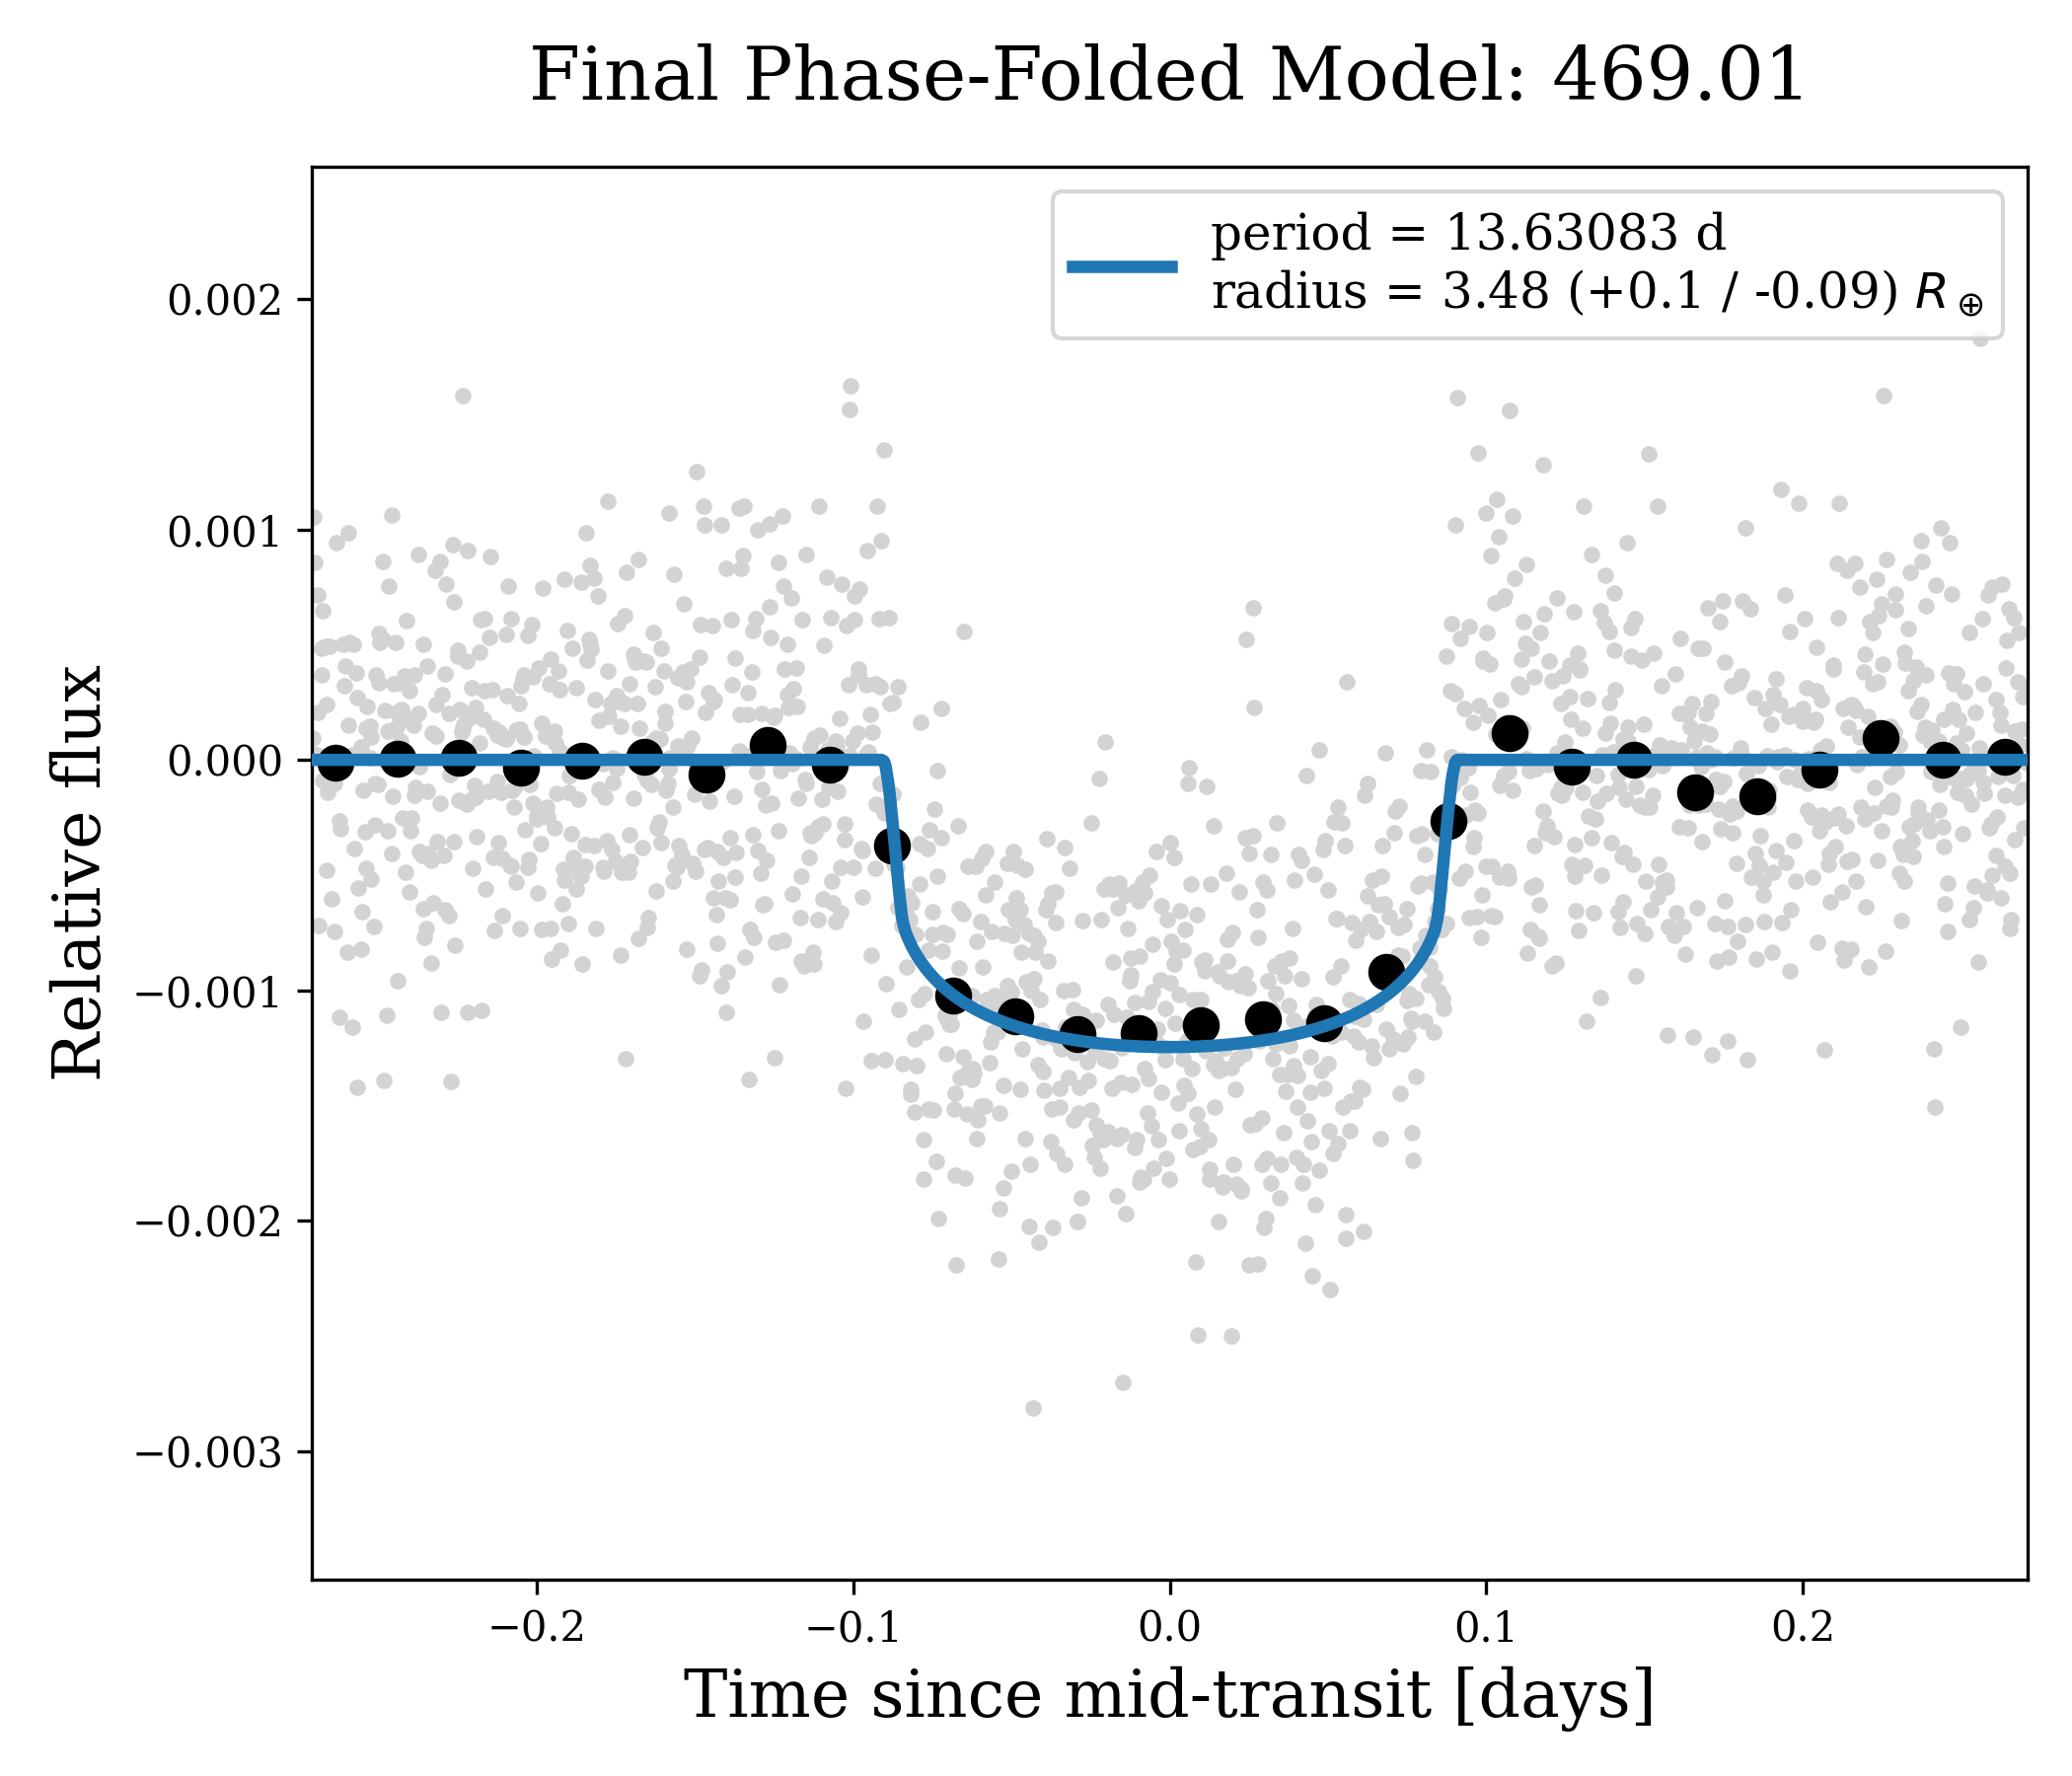 Final Phase-Folded Model: 469.01
period = 13.63083 d
radius = 3.48 (+0.1 / -0.09) R⊕
0.002
0.001
0.000
−0.001
−0.002
−0.003
Relative flux
−0.2
−0.1
0.0
0.1
0.2
Time since mid-transit [days]